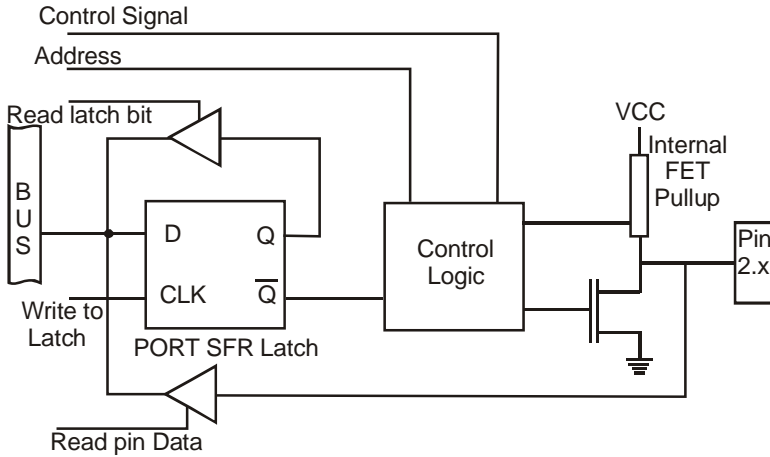 Control Signal
Address
Read latch bit
VCC
Internal
FET
Pullup
B
U
S
D
Q
CLK
Q̅
Control
Logic
Pin
2.x
Write to
Latch
PORT SFR Latch
Read pin Data